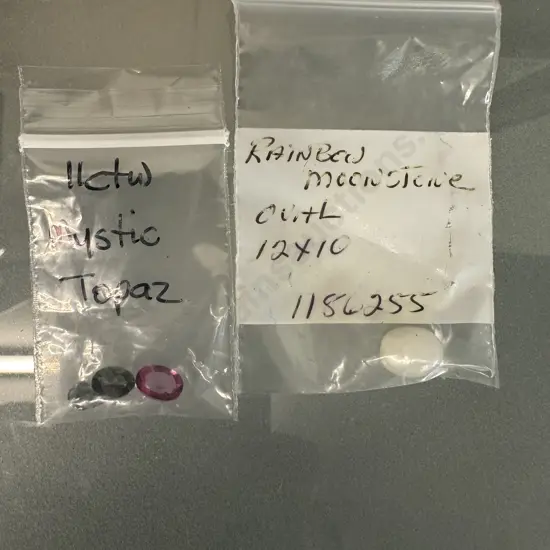 11ctw
Mystic
Topaz
RAINBOW
MOONSTONE
OVAL
12x10
1156255